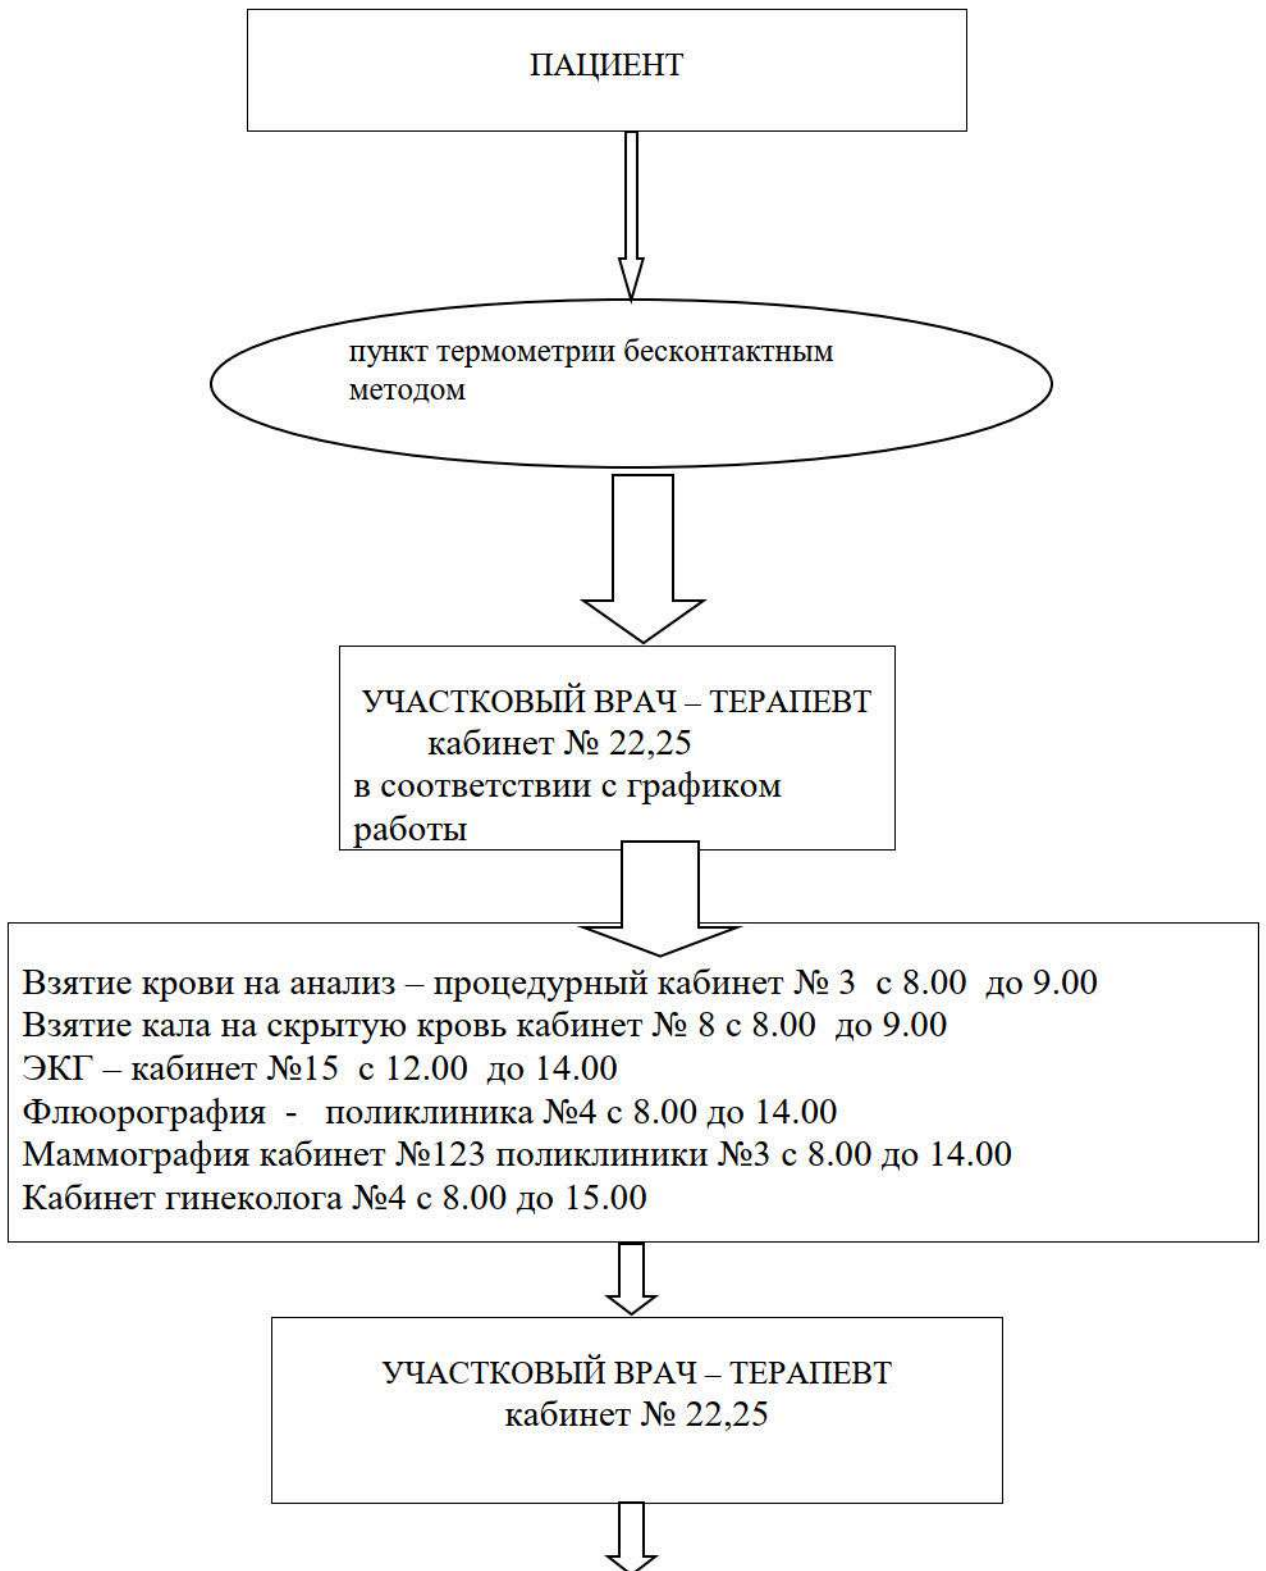 ПАЦИЕНТ
пункт термометрии бесконтактным
методом
УЧАСТКОВЫЙ ВРАЧ – ТЕРАПЕВТ
кабинет № 22,25
в соответствии с графиком
работы
Взятие крови на анализ – процедурный кабинет № 3 с 8.00 до 9.00
Взятие кала на скрытую кровь кабинет № 8 с 8.00 до 9.00
ЭКГ – кабинет №15 с 12.00 до 14.00
Флюорография - поликлиника №4 с 8.00 до 14.00
Маммография кабинет №123 поликлиники №3 с 8.00 до 14.00
Кабинет гинеколога №4 с 8.00 до 15.00
УЧАСТКОВЫЙ ВРАЧ – ТЕРАПЕВТ
кабинет № 22,25